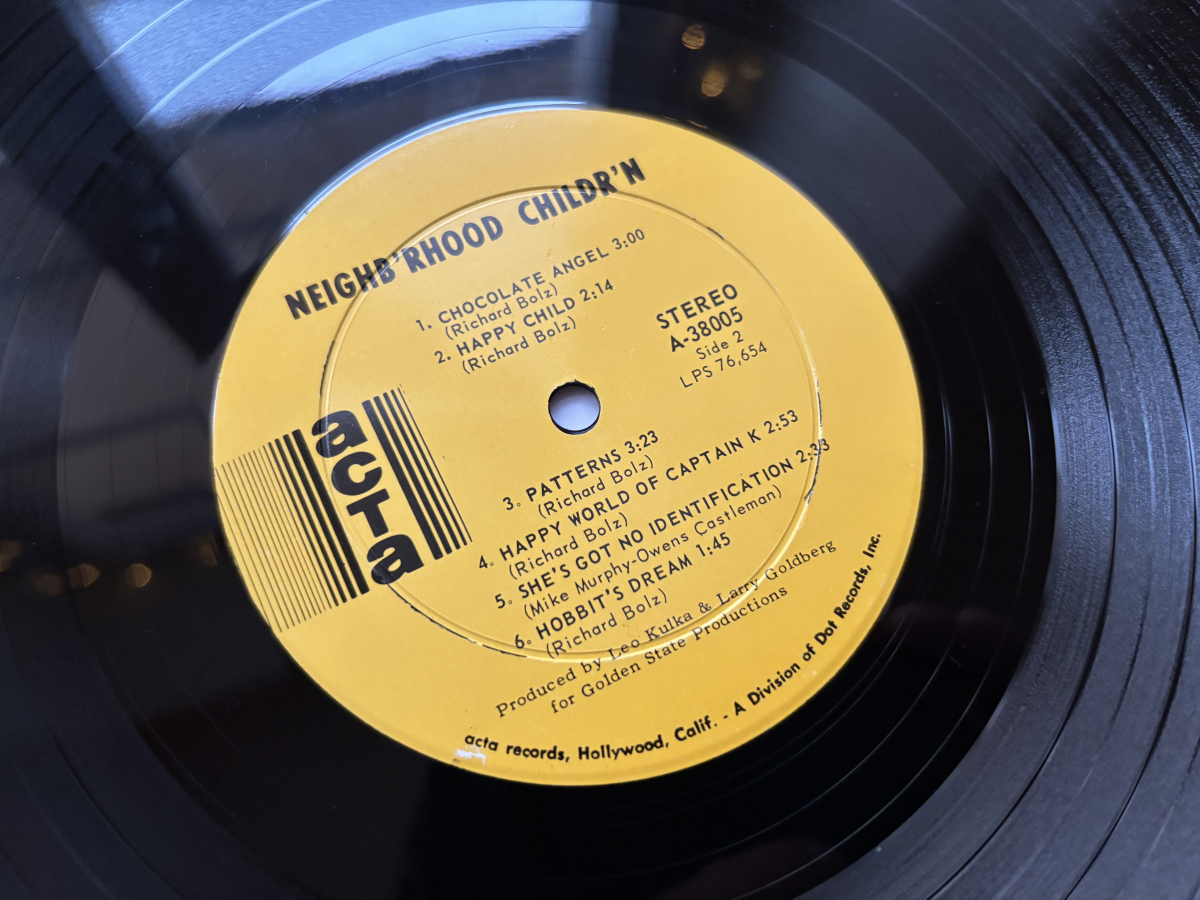 NEIGHB'RHOOD CHILDR'N
1. CHOCOLATE ANGEL 3:00
(Richard Bolz)
2. HAPPY CHILD 2:14
(Richard Bolz)
STEREO
A-38005
Side 2
LPS 76,654
acta
3. PATTERNS 3:23
(Richard Bolz)
4. HAPPY WORLD OF CAPTAIN K 2:53
(Richard Bolz)
5. SHE'S GOT NO IDENTIFICATION 2:33
(Mike Murphy-Owens Castleman)
6. HOBBIT'S DREAM 1:45
(Richard Bolz)
Produced by Leo Kulka & Larry Goldberg
for Golden State Productions
acta records, Hollywood, Calif. - A Division of Dot Records, Inc.